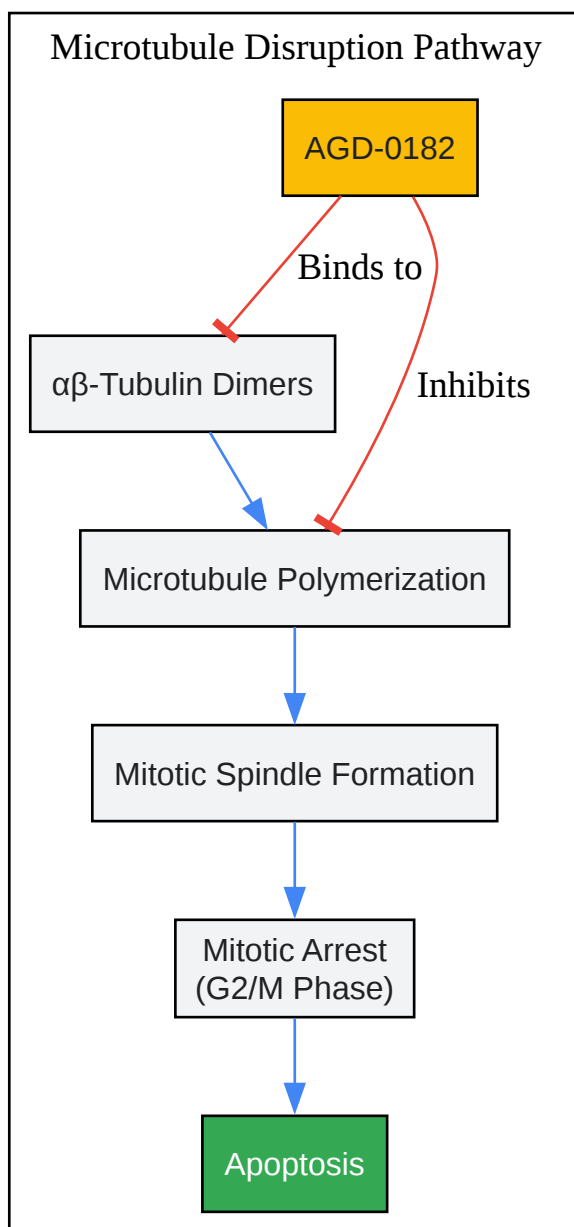 Microtubule Disruption Pathway
AGD-0182
Binds to
αβ-Tubulin Dimers
Inhibits
Microtubule Polymerization
Mitotic Spindle Formation
Mitotic Arrest
(G2/M Phase)
Apoptosis